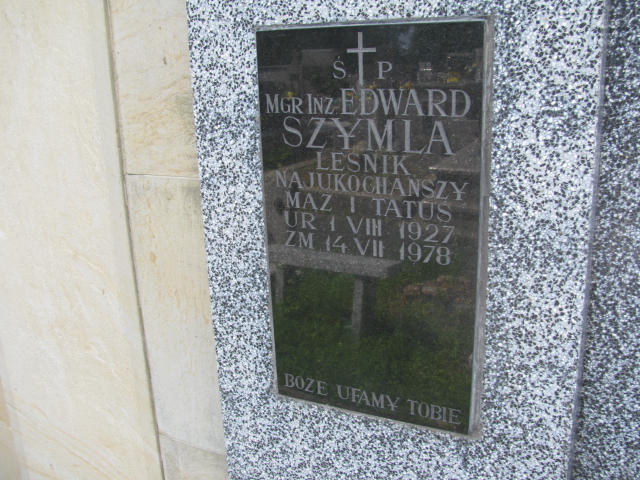 Ś P
MGR INŻ. EDWARD
SZYMLA
LEŚNIK
NAJUKOCHAŃSZY
MĄŻ I TATUŚ
UR 1 VIII 1927
ZM 14 VII 1978
BOŻE UFAMY TOBIE